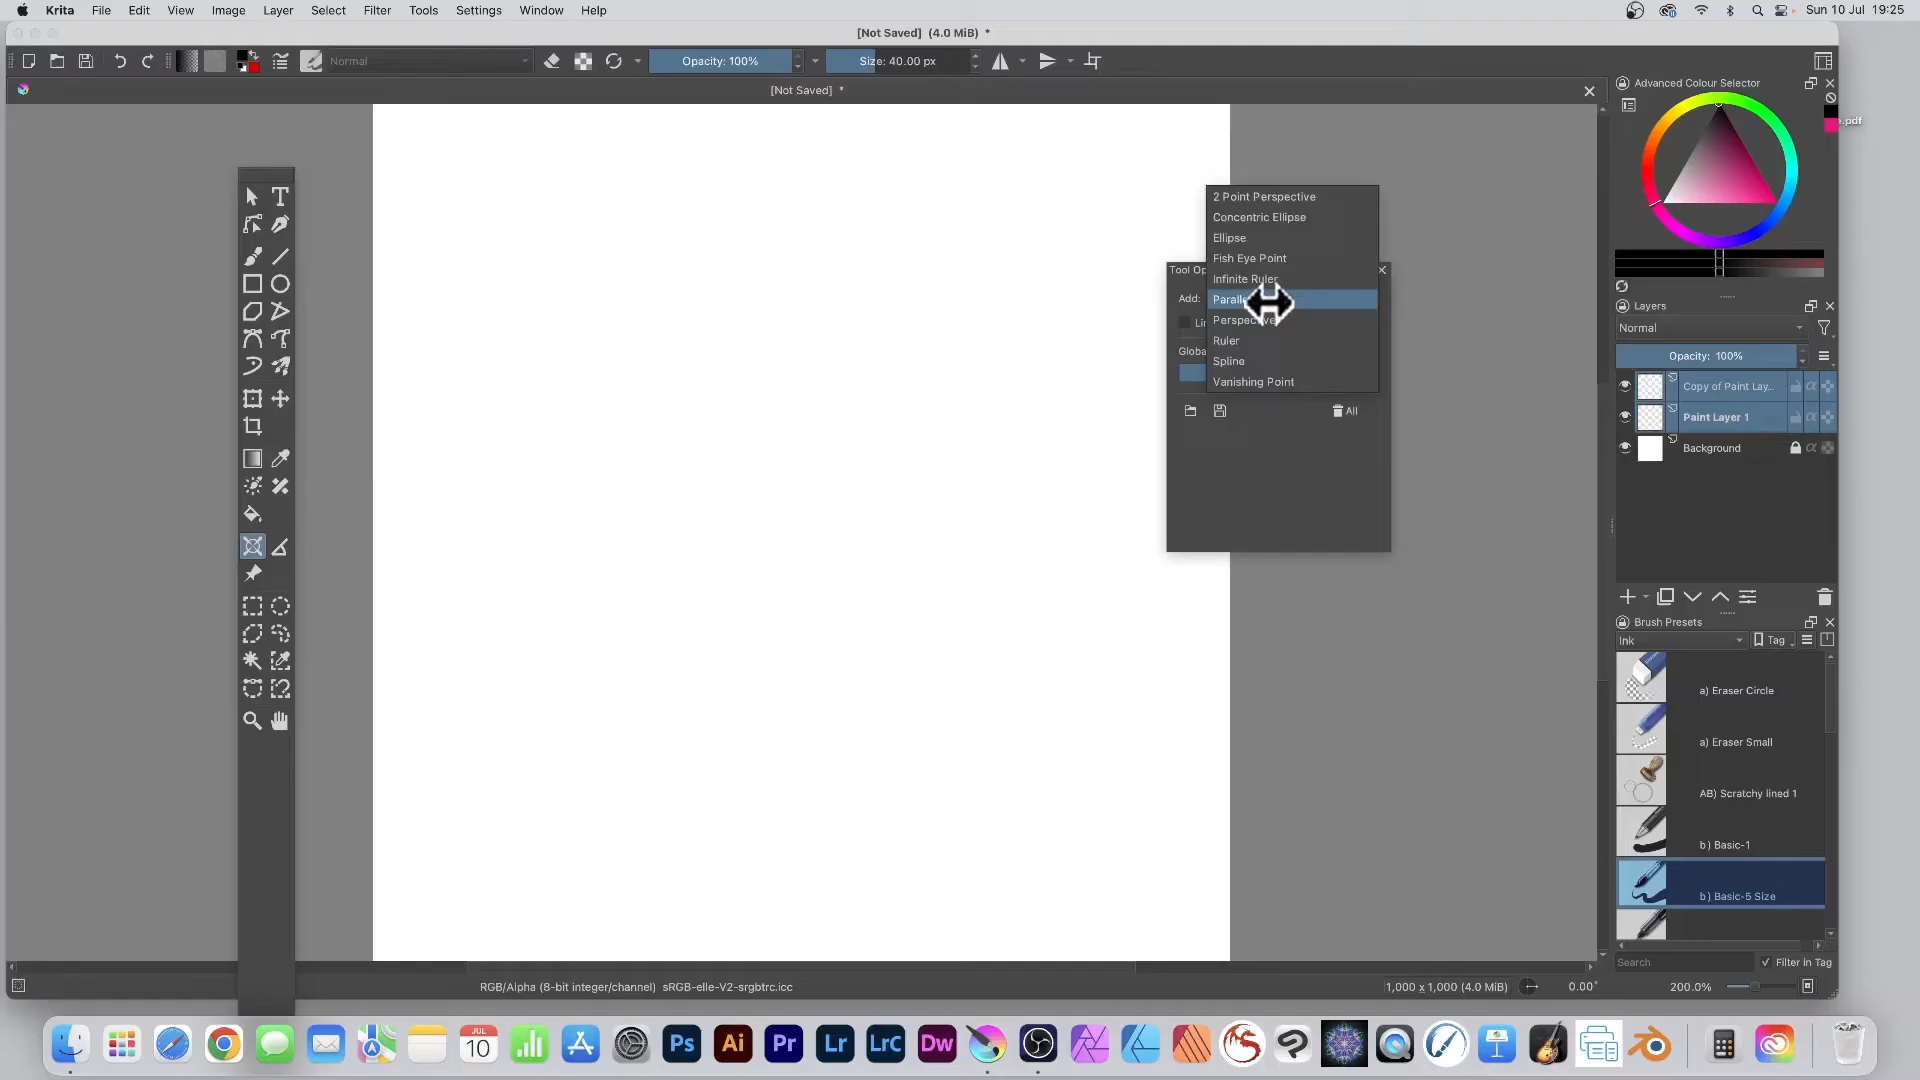 Krita File Edit View Image Layer Select Filter Tools Settings Window Help
Sun 10 Jul 19:25
[Not Saved] (4.0 MiB) *
Normal
Opacity: 100%
Size: 40.00 px
[Not Saved] *
Advanced Colour Selector
e.pdf
2 Point Perspective
Concentric Ellipse
Ellipse
Fish Eye Point
Infinite Ruler
Perspective
Ruler
Spline
Vanishing Point
Add:
All
Layers
Normal
Opacity: 100%
Copy of Paint Lay...
Paint Layer 1
Background
Brush Presets
Ink
Tag
a) Eraser Circle
a) Eraser Small
AB) Scratchy lined 1
b) Basic-1
b) Basic-5 Size
Search
Filter in Tag
RGB/Alpha (8-bit integer/channel) sRGB-elle-V2-srgbtrc.icc
1,000 x 1,000 (4.0 MiB)
0.00°
200.0%
JUL
10
Ps
Ai
Pr
Lr
LrC
Dw